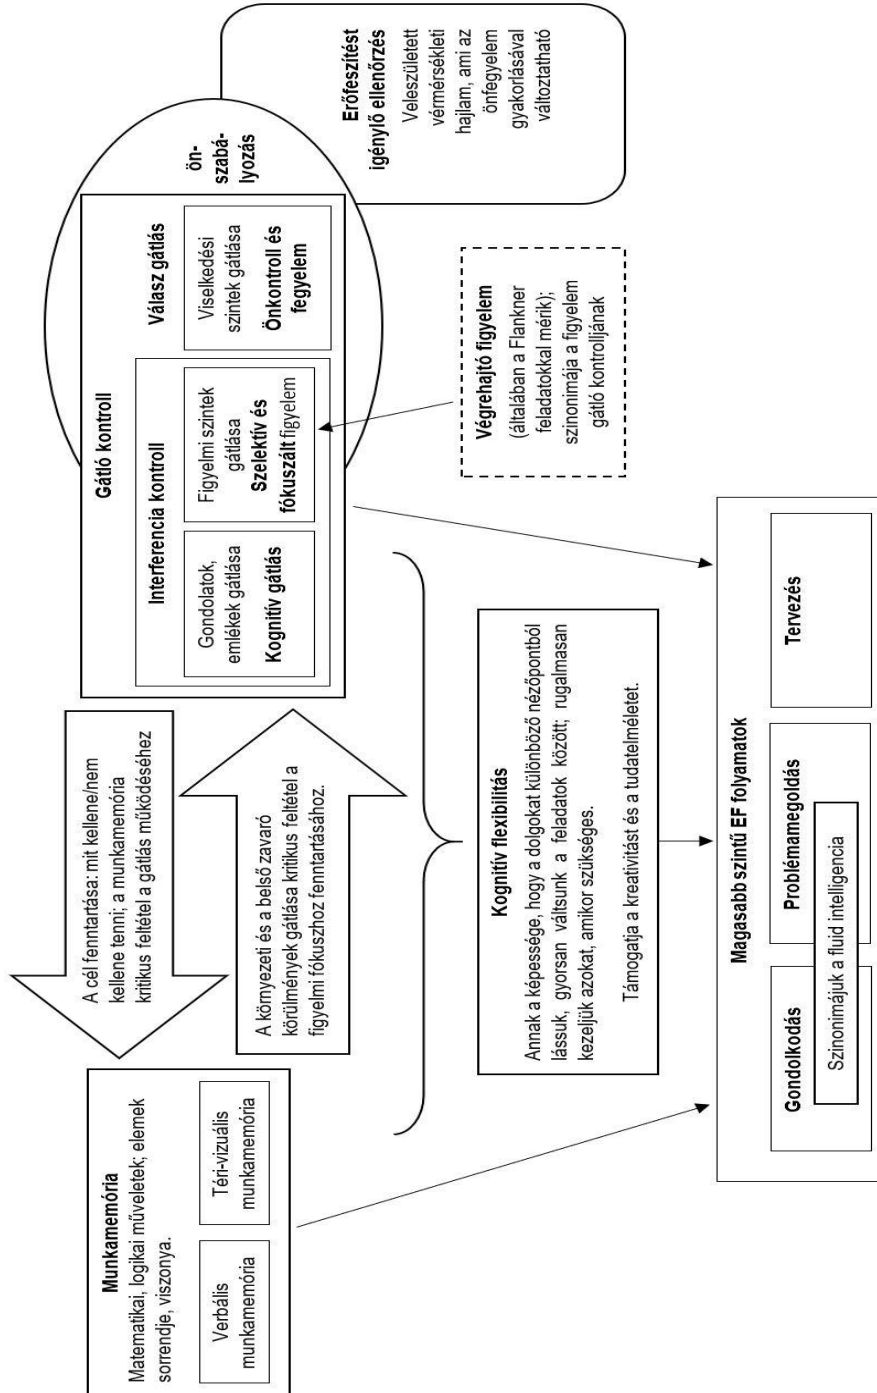 Munkamemória
Matematikai, logikai műveletek; elemek
sorrendje, viszonya.
Verbális
munkamemória
Téri-vizuális
munkamemória
A cél fenntartása: mit kellene/nem
kellene tenni; a munkamemória
kritikus feltétel a gátlás működéséhez
A környezeti és a belső zavaró
körülmények gátlása kritikus feltétel a
figyelmi fókuszhoz fenntartásához.
Gátló kontroll
Interferencia kontroll
Gondolatok,
emlékek gátlása
Kognitív gátlás
Figyelmi szintek
gátlása
Szelektív és
fókuszált figyelem
Válasz gátlás
Viselkedési
szintek gátlása
Önkontroll és
fegyelem
ön-
szabá-
lyozás
Erőfeszítést
igénylő ellenőrzés
Veleszületett
vérmérsékleti
hajlam, ami az
önfegyelem
gyakorlásával
változtatható
Végrehajtó figyelem
(általában a Flankner
feladatokkal mérik);
szinonimája a figyelem
gátló kontrolljának
Kognitív flexibilitás
Annak a képessége, hogy a dolgokat különböző nézőpontból
lássuk, gyorsan váltsunk a feladatok között; rugalmasan
kezeljük azokat, amikor szükséges.
Támogatja a kreativitást és a tudatelméletet.
Magasabb szintű EF folyamatok
Gondolkodás
Problémamegoldás
Tervezés
Szinonimájuk a fluid intelligencia